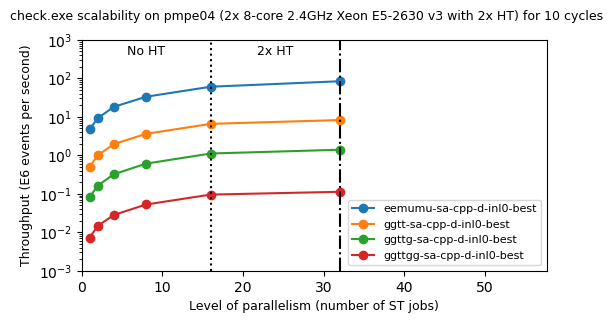 check.exe scalability on pmpe04 (2x 8-core 2.4GHz Xeon E5-2630 v3 with 2x HT) for 10 cycles
Throughput (E6 events per second)
10³
10²
10¹
10⁰
10⁻¹
10⁻²
10⁻³
No HT
2x HT
eemumu-sa-cpp-d-inl0-best
ggtt-sa-cpp-d-inl0-best
ggttg-sa-cpp-d-inl0-best
ggttgg-sa-cpp-d-inl0-best
0 10 20 30 40 50
Level of parallelism (number of ST jobs)